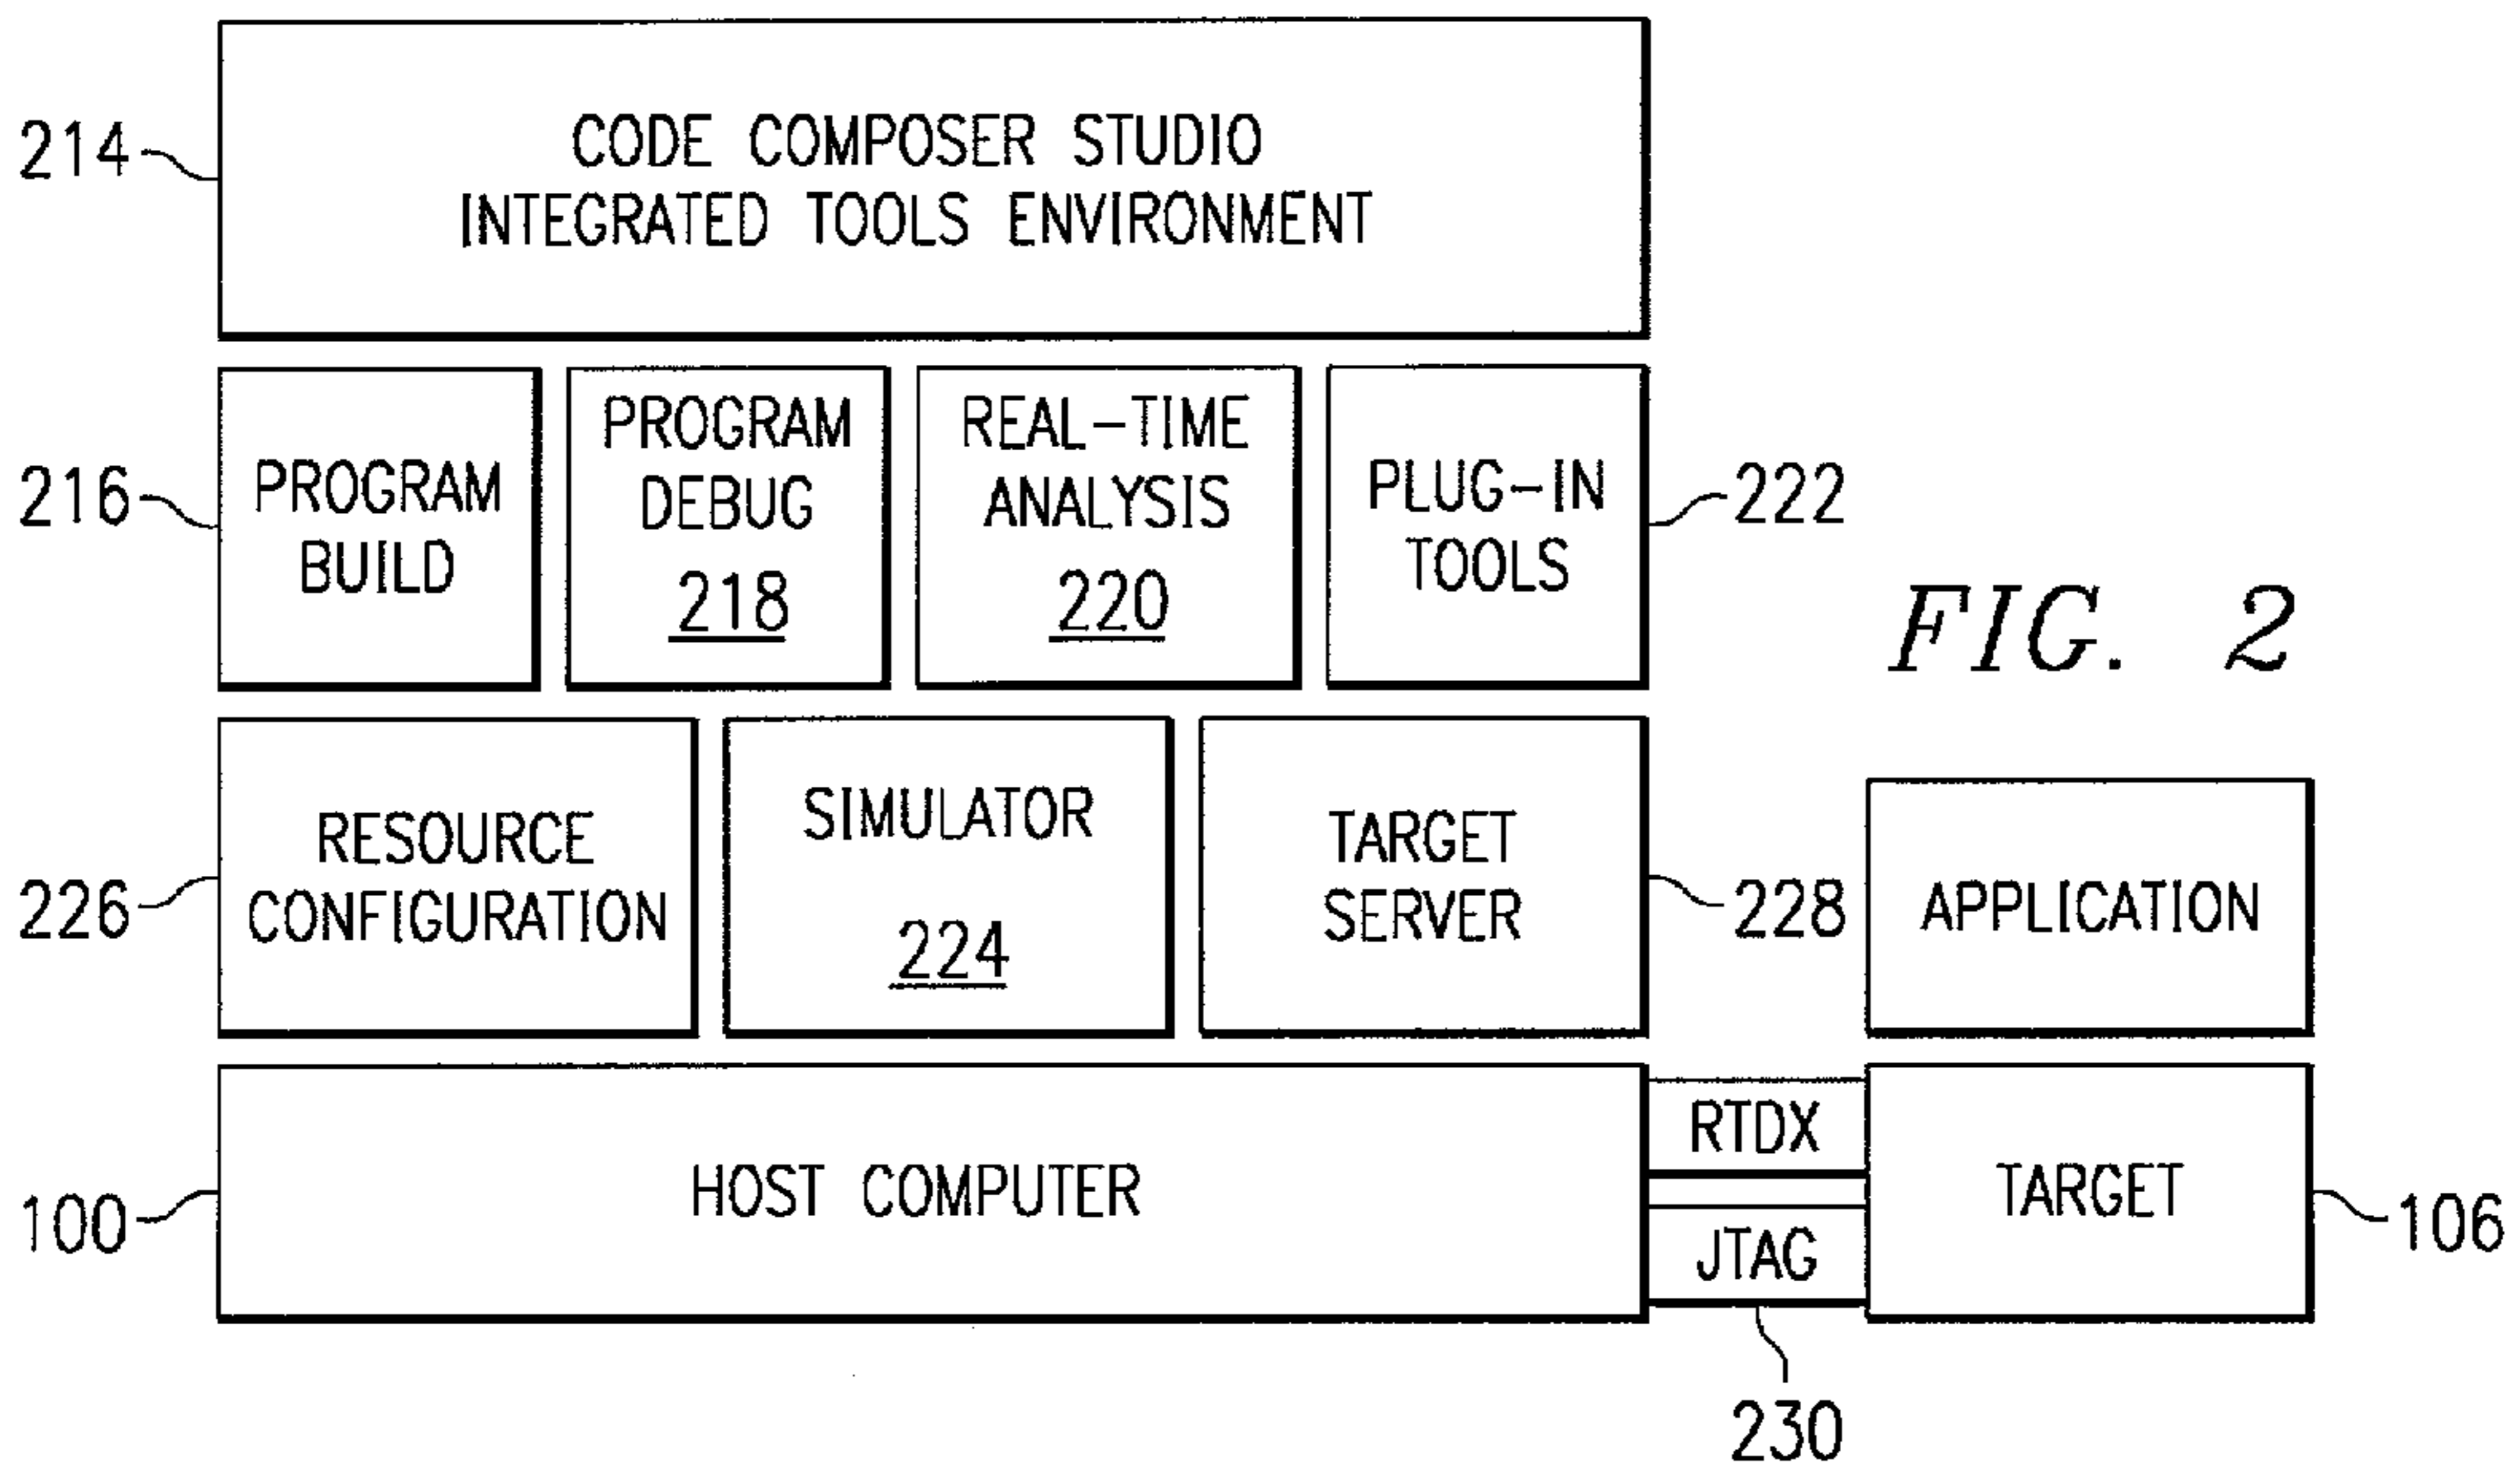 214
CODE COMPOSER STUDIO
INTEGRATED TOOLS ENVIRONMENT
216
PROGRAM
BUILD
PROGRAM
DEBUG
218
REAL-TIME
ANALYSIS
220
PLUG-IN
TOOLS
222
FIG. 2
226
RESOURCE
CONFIGURATION
SIMULATOR
224
TARGET
SERVER
228
APPLICATION
100
HOST COMPUTER
RTDX
JTAG
TARGET
106
230